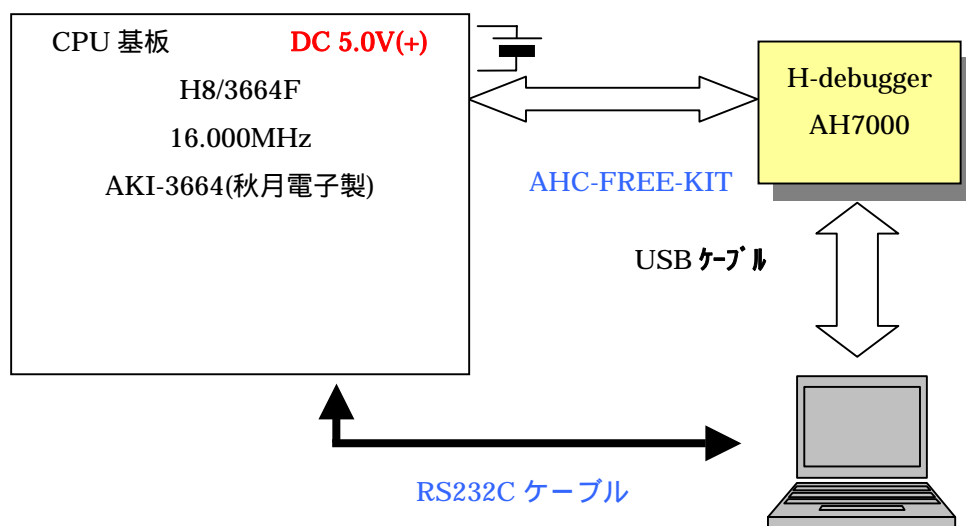 CPU 基板 DC 5.0V(+)
H8/3664F
16.000MHz
AKI-3664(秋月電子製)
H-debugger
AH7000
AHC-FREE-KIT
USB ｹｰﾌﾞﾙ
RS232C ケーブル